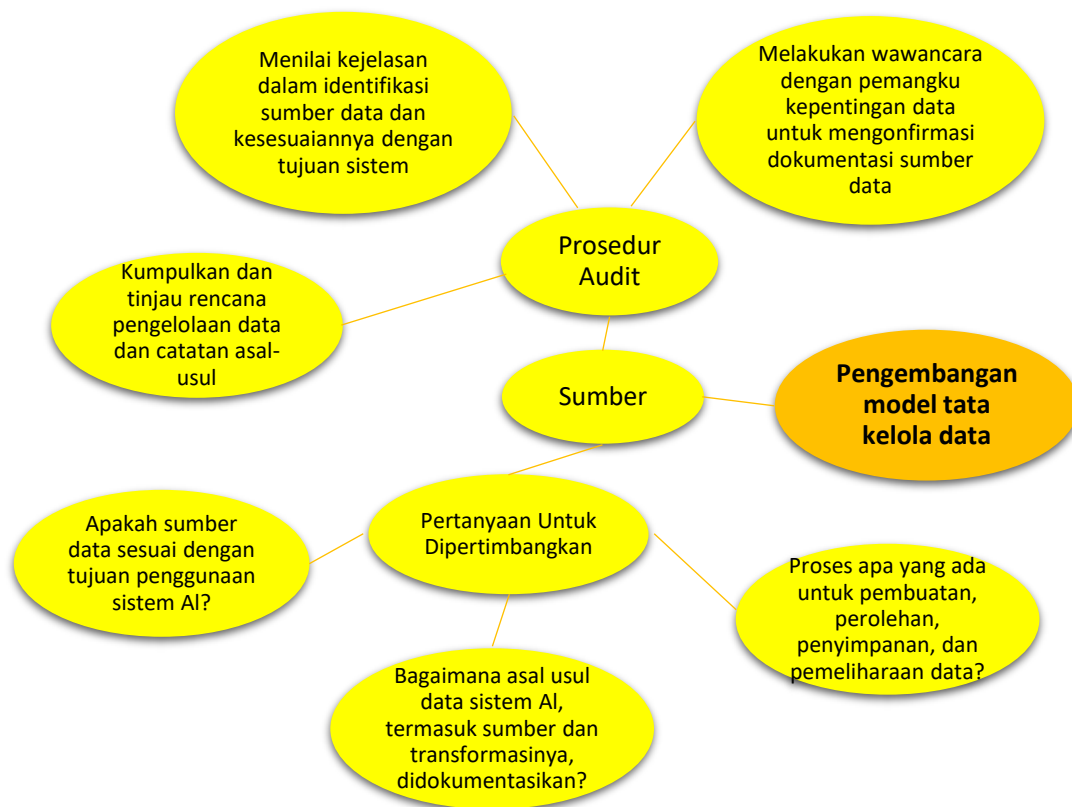 Menilai kejelasan
dalam identifikasi
sumber data dan
kesesuaiannya dengan
tujuan sistem
Melakukan wawancara
dengan pemangku
kepentingan data
untuk mengonfirmasi
dokumentasi sumber
data
Prosedur
Audit
Kumpulkan dan
tinjau rencana
pengelolaan data
dan catatan asal-
usul
Sumber
Pengembangan
model tata
kelola data
Pertanyaan Untuk
Dipertimbangkan
Apakah sumber
data sesuai dengan
tujuan penggunaan
sistem Al?
Bagaimana asal usul
data sistem Al,
termasuk sumber dan
transformasinya,
didokumentasikan?
Proses apa yang ada
untuk pembuatan,
perolehan,
penyimpanan, dan
pemeliharaan data?